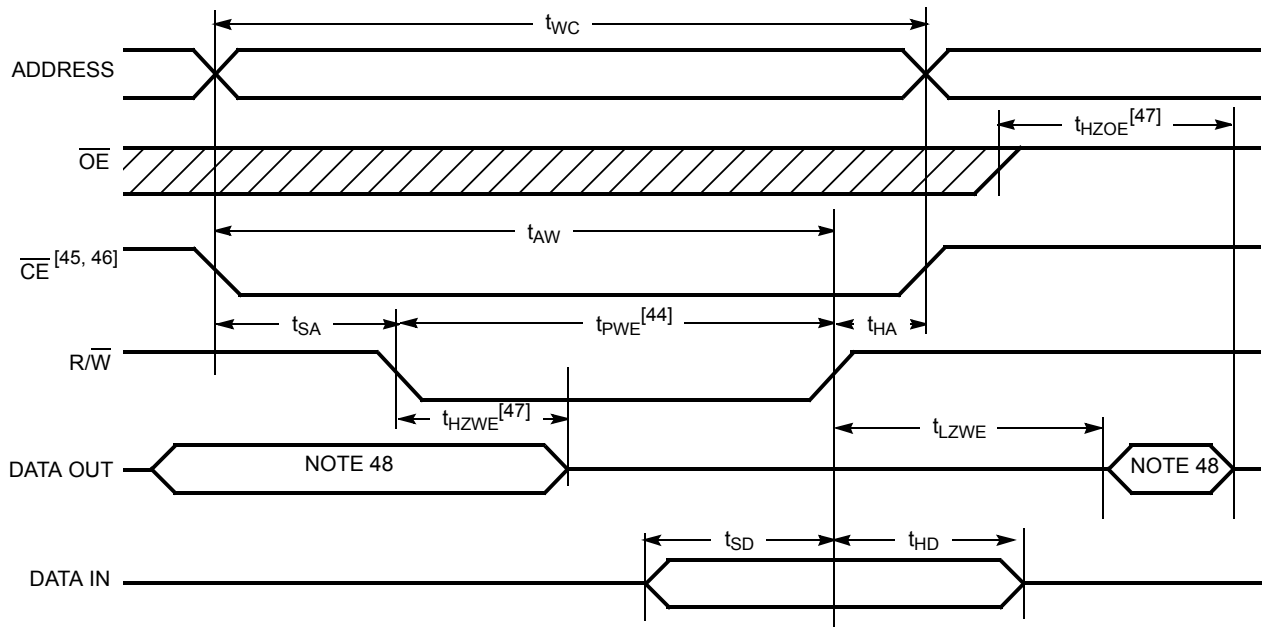 tWC
ADDRESS
tHZOE[47]
OE
tAW
CE [45, 46]
tSA
tPWE[44]
tHA
R/W
tHZWE[47]
tLZWE
DATA OUT
NOTE 48
NOTE 48
tSD
tHD
DATA IN